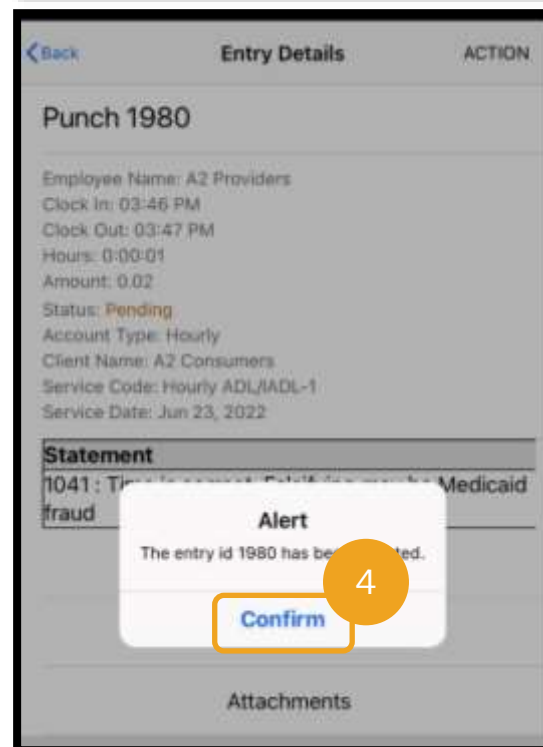 Back Entry Details ACTION
Punch 1980
Employee Name: A2 Providers
Clock In: 03:46 PM
Clock Out: 03:47 PM
Hours: 0:00:01
Amount: 0.02
Status: Pending
Account Type: Hourly
Client Name: A2 Consumers
Service Code: Hourly ADL/IADL-1
Service Date: Jun 23, 2022
Statement
1041 : Medicaid
fraud
Alert
The entry id 1980 has
4
Confirm
Attachments